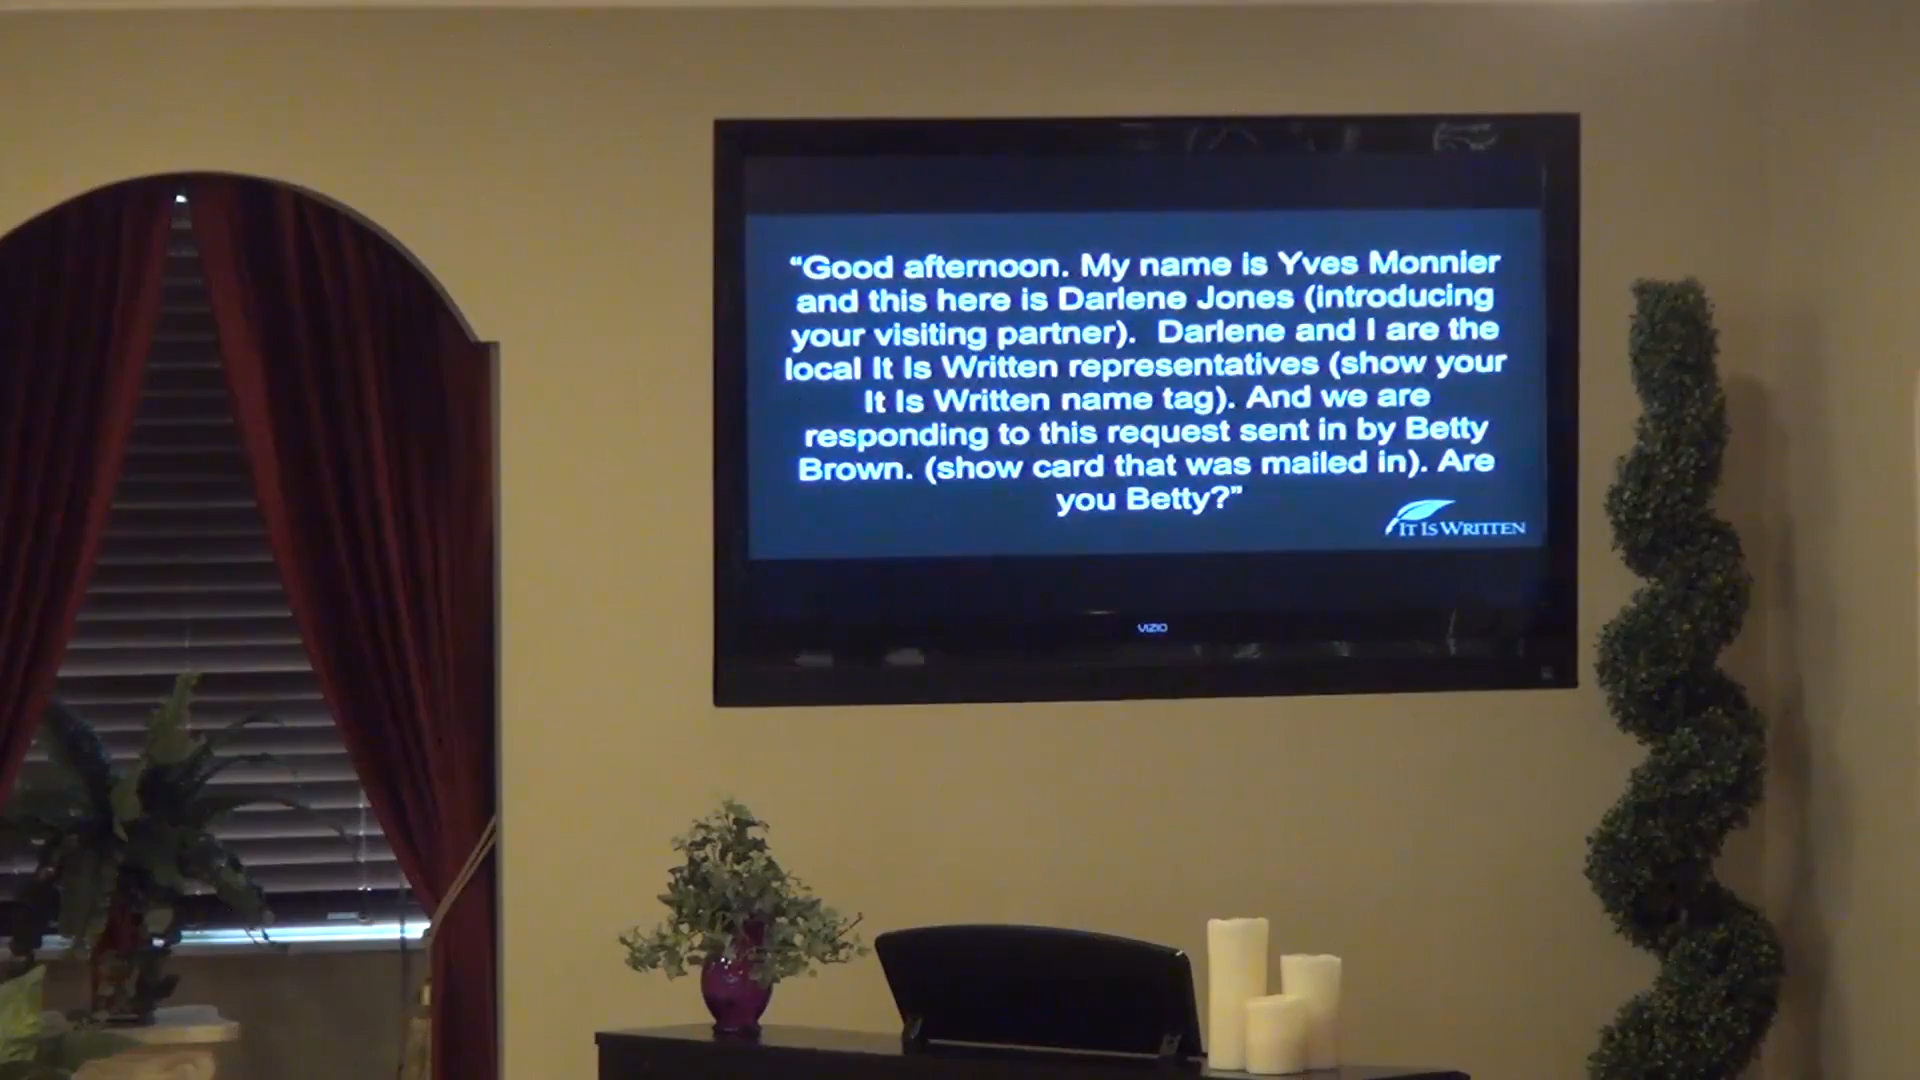 “Good afternoon. My name is Yves Monnier
and this here is Darlene Jones (introducing
your visiting partner).  Darlene and I are the
local It Is Written representatives (show your
It Is Written name tag). And we are
responding to this request sent in by Betty
Brown. (show card that was mailed in). Are
you Betty?”
IT IS WRITTEN
VIZIO